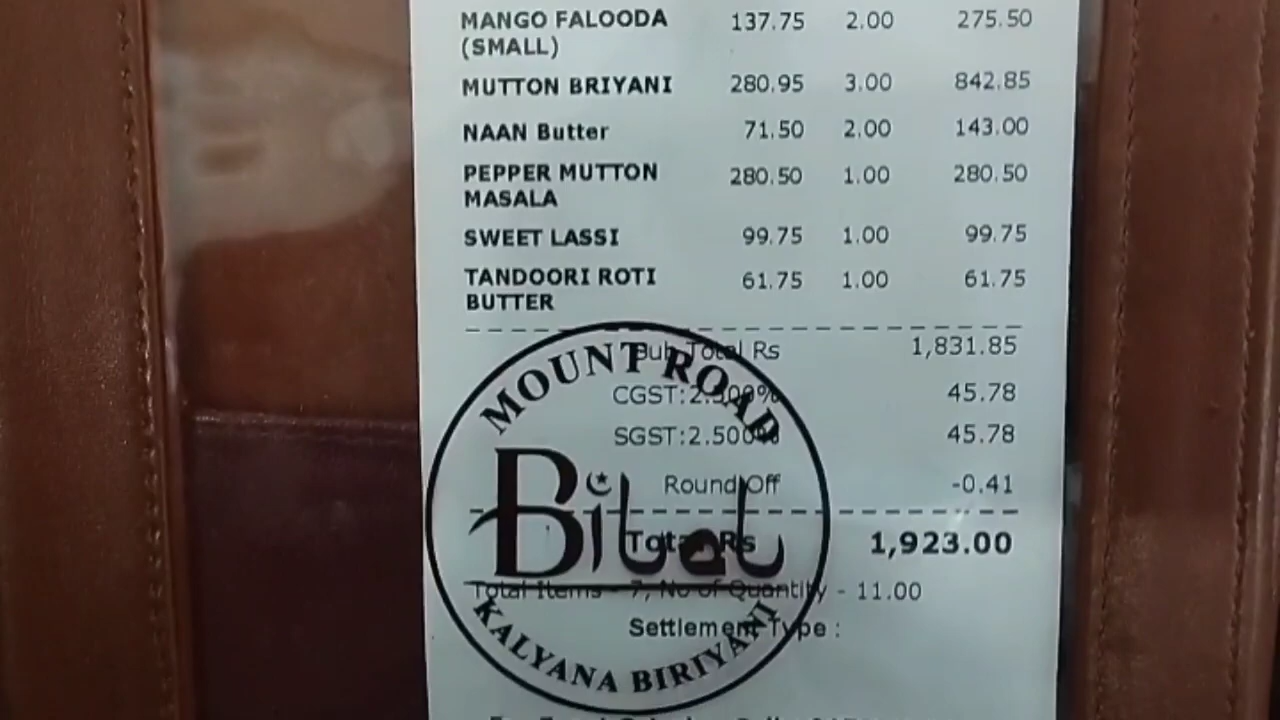 MANGO FALOODA 137.75 2.00 275.50
(SMALL)
MUTTON BRIYANI 280.95 3.00 842.85
NAAN Butter 71.50 2.00 143.00
PEPPER MUTTON 280.50 1.00 280.50
MASALA
SWEET LASSI 99.75 1.00 99.75
TANDOORI ROTI 61.75 1.00 61.75
BUTTER
Sub Total Rs 1,831.85
CGST:2.500% 45.78
SGST:2.500% 45.78
Round Off -0.41
Total Rs 1,923.00
Total Items - 7, No of Quantity - 11.00
Settlement Type :
MOUNT ROAD
Bilal
KALYANA BIRIYANI